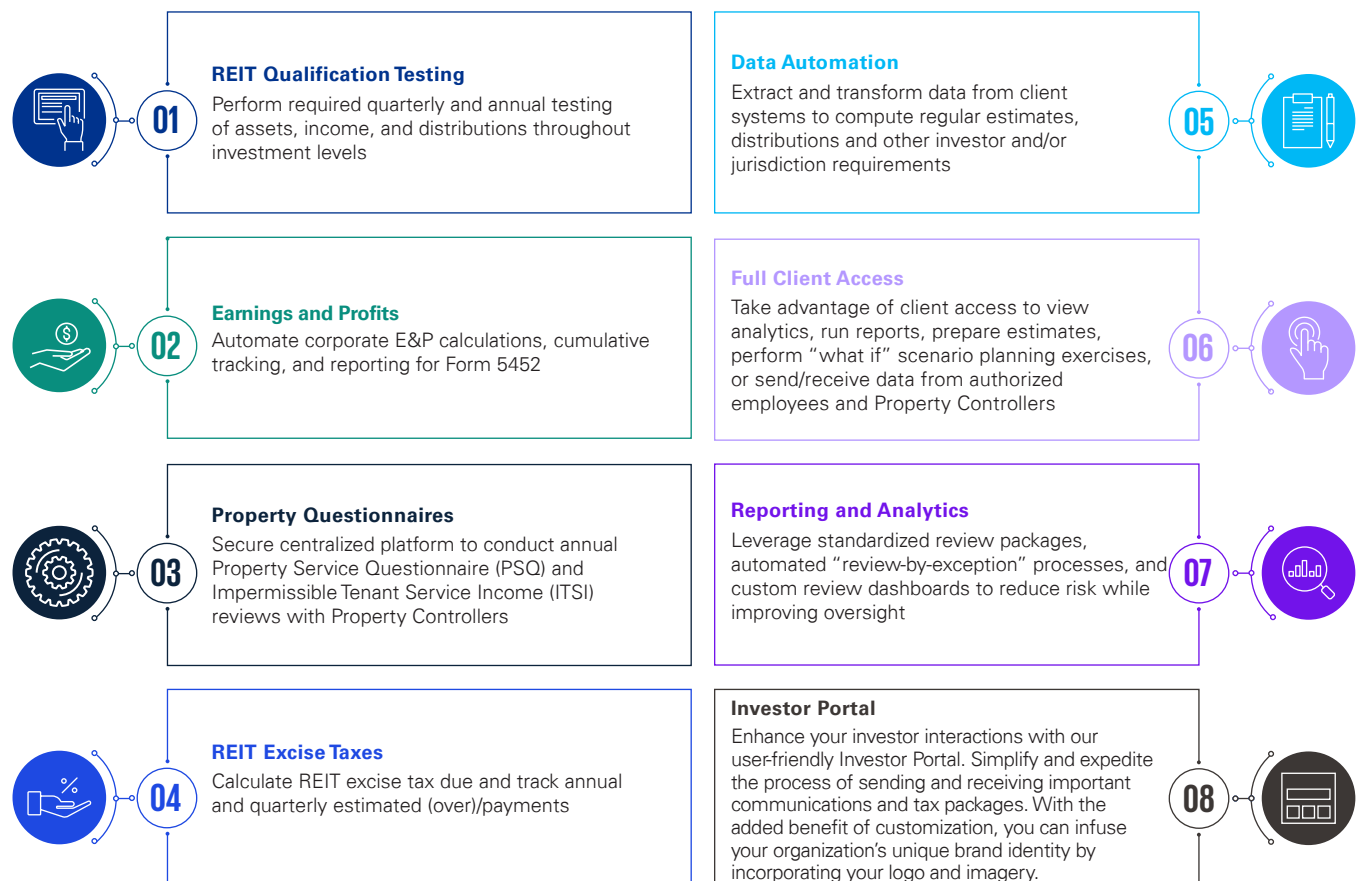 01
REIT Qualification Testing
Perform required quarterly and annual testing
of assets, income, and distributions throughout
investment levels
02
Earnings and Profits
Automate corporate E&P calculations, cumulative
tracking, and reporting for Form 5452
03
Property Questionnaires
Secure centralized platform to conduct annual
Property Service Questionnaire (PSQ) and
Impermissible Tenant Service Income (ITSI)
reviews with Property Controllers
04
REIT Excise Taxes
Calculate REIT excise tax due and track annual
and quarterly estimated (over)/payments
Data Automation
Extract and transform data from client
systems to compute regular estimates,
distributions and other investor and/or
jurisdiction requirements
05
Full Client Access
Take advantage of client access to view
analytics, run reports, prepare estimates,
perform “what if” scenario planning exercises,
or send/receive data from authorized
employees and Property Controllers
06
Reporting and Analytics
Leverage standardized review packages,
automated “review-by-exception” processes, and
custom review dashboards to reduce risk while
improving oversight
07
Investor Portal
Enhance your investor interactions with our
user-friendly Investor Portal. Simplify and expedite
the process of sending and receiving important
communications and tax packages. With the
added benefit of customization, you can infuse
your organization’s unique brand identity by
incorporating your logo and imagery.
08